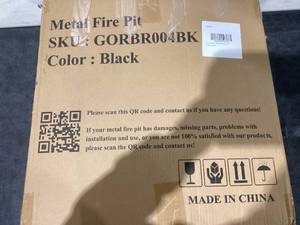 Metal Fire Pit
SKU : GORBR004BK
Color : Black
Please scan this QR code and contact us if you have any questions!
If your metal fire pit has damages, missing parts, problems with
installation and use, or you are not 100% satisfied with our products,
please scan the QR code and contact us!
MADE IN CHINA